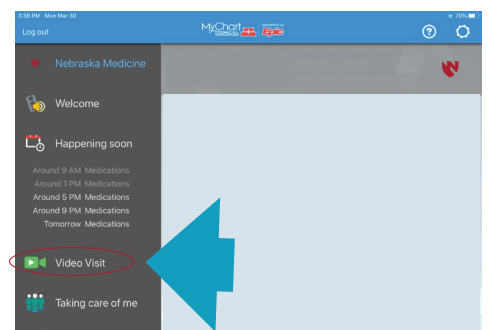 3:38 PM Mon Mar 30
70%
Log out
MyChart bedside Epic
Nebraska Medicine
N
Welcome
Happening soon
Around 9 AM Medications
Around 1 PM Medications
Around 5 PM Medications
Around 9 PM Medications
Tomorrow Medications
Video Visit
Taking care of me